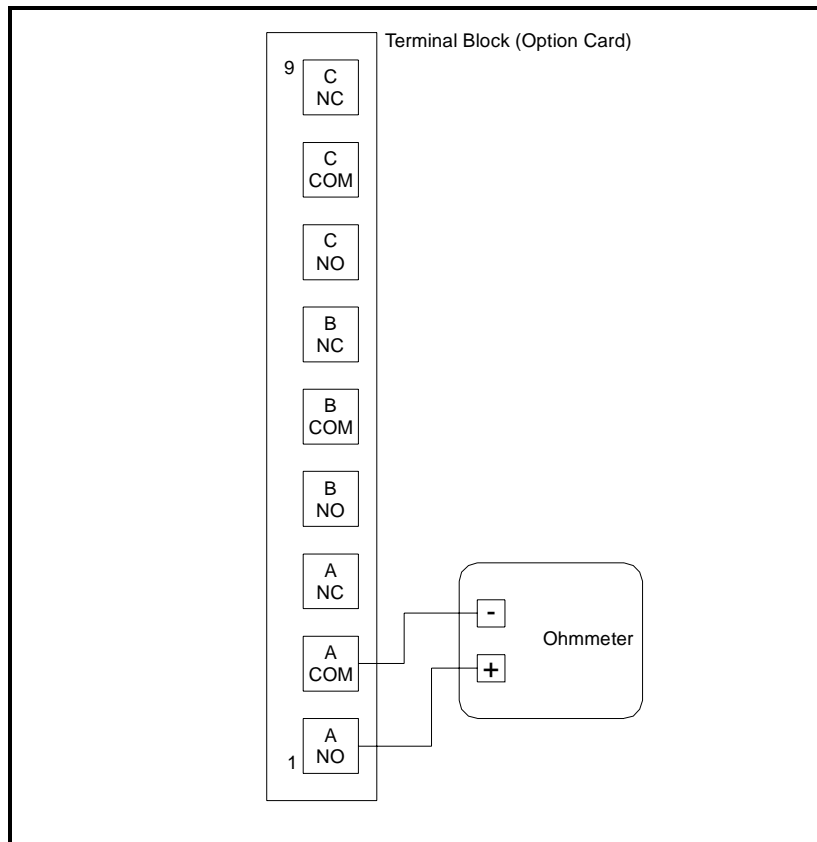 Terminal Block (Option Card)
9
C
NC
C
COM
C
NO
B
NC
B
COM
B
NO
A
NC
A
COM
A
NO
1
-
+
Ohmmeter